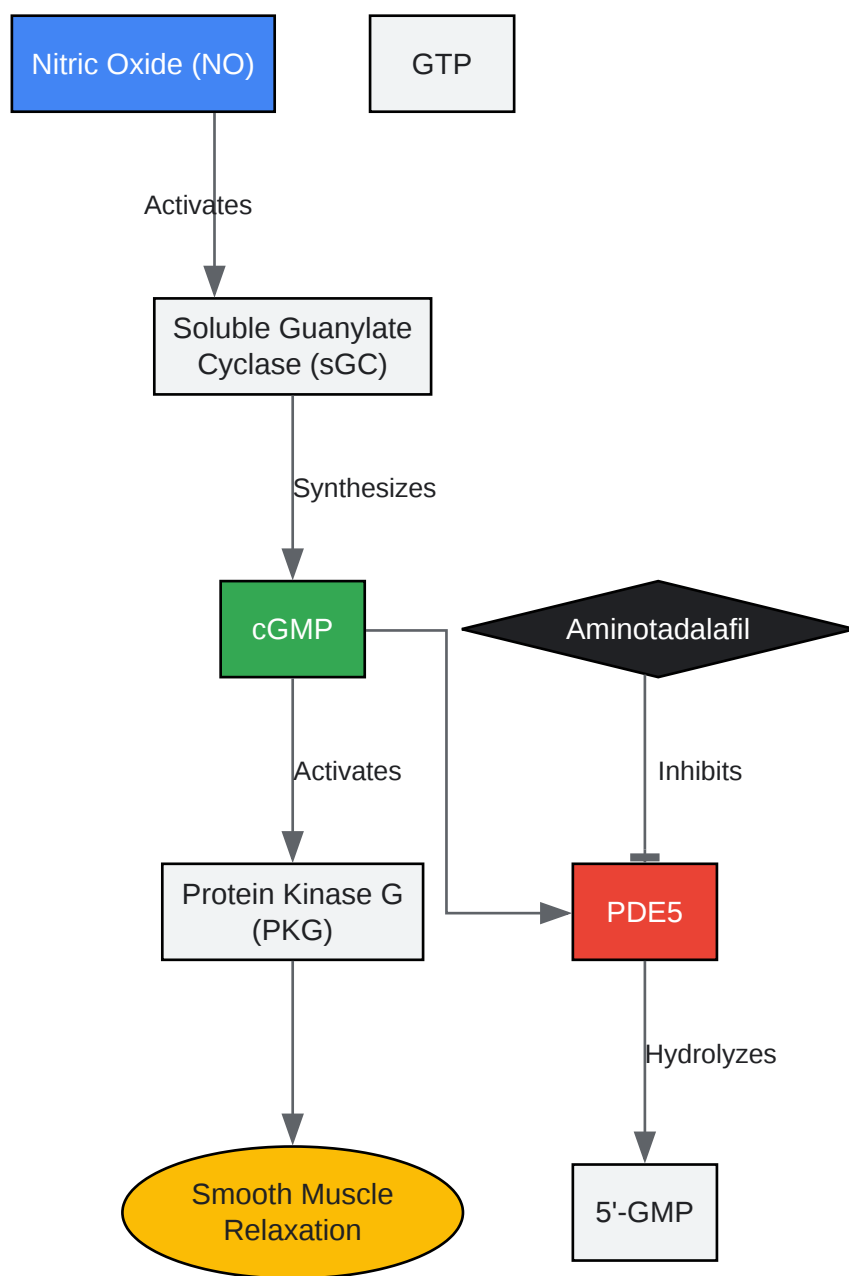 Nitric Oxide (NO)
GTP
Activates
Soluble Guanylate
Cyclase (sGC)
Synthesizes
cGMP
Aminotadalafil
Activates
Inhibits
Protein Kinase G
(PKG)
PDE5
Hydrolyzes
Smooth Muscle
Relaxation
5'-GMP